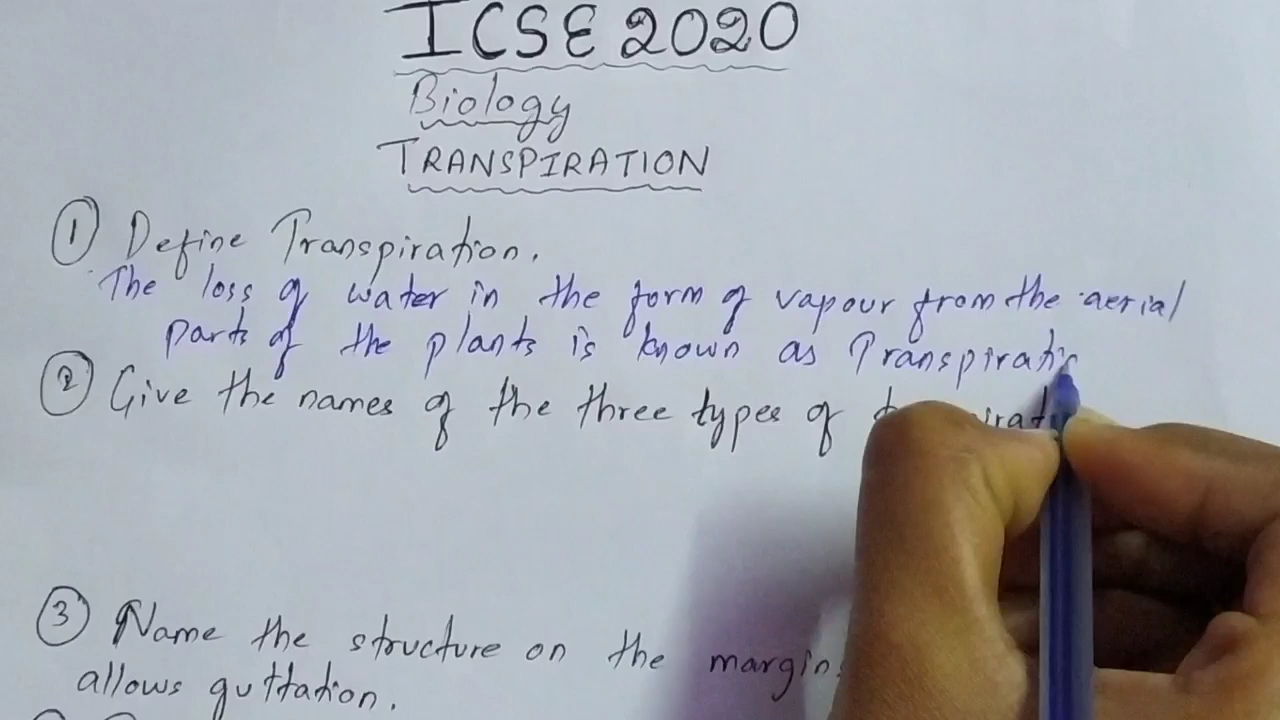 ICSE 2020
Biology
TRANSPIRATION
① Define Transpiration.
The loss of water in the form of vapour from the aerial
parts of the plants is known as Transpirati
② Give the names of the three types of
③ Name the structure on the margin
allows guttation.